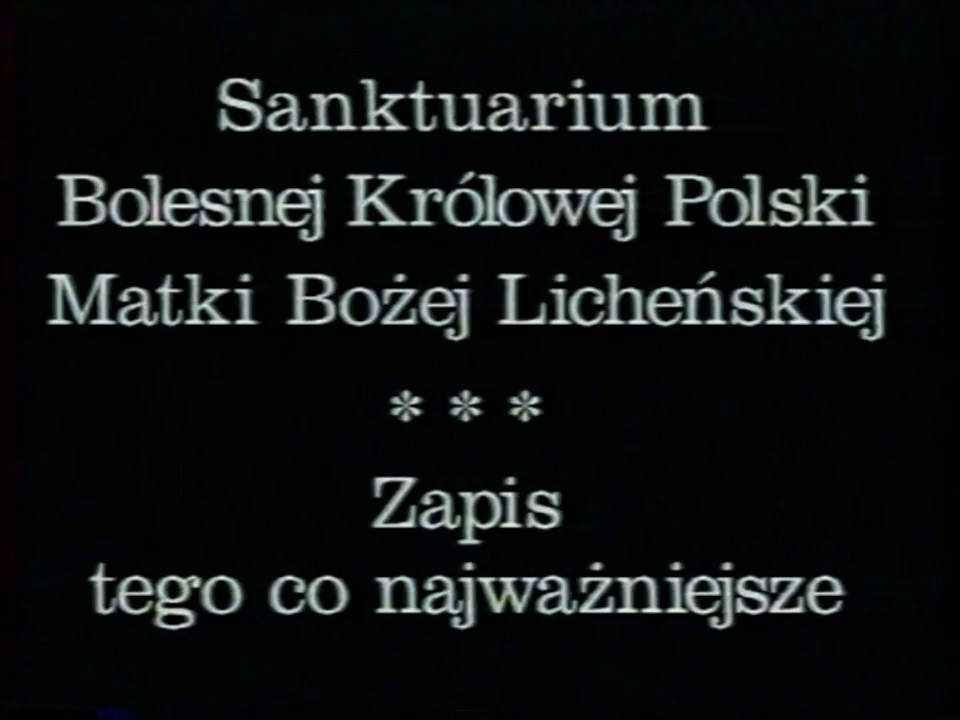 Sanktuarium
Bolesnej Królowej Polski
Matki Bożej Licheńskiej
* * *
Zapis
tego co najważniejsze